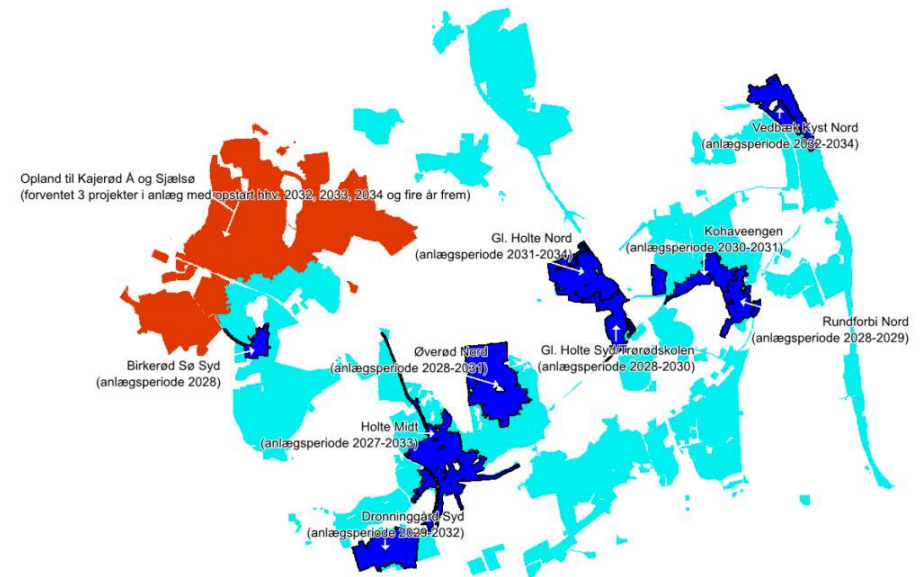 Vedbæk Kyst Nord
(anlægsperiode 2032-2034)
Opland til Kajerød Å og Sjælsø
(forventet 3 projekter i anlæg med opstart hhv. 2032, 2033, 2034 og fire år frem)
Kohaveengen
(anlægsperiode 2030-2031)
Gl. Holte Nord
(anlægsperiode 2031-2034)
Rundforbi Nord
(anlægsperiode 2028-2029)
Gl. Holte Syd/Trørødskolen
(anlægsperiode 2028-2030)
Øverød Nord
(anlægsperiode 2028-2031)
Birkerød Sø Syd
(anlægsperiode 2028)
Holte Midt
(anlægsperiode 2027-2033)
Dronninggård Syd
(anlægsperiode 2029-2032)